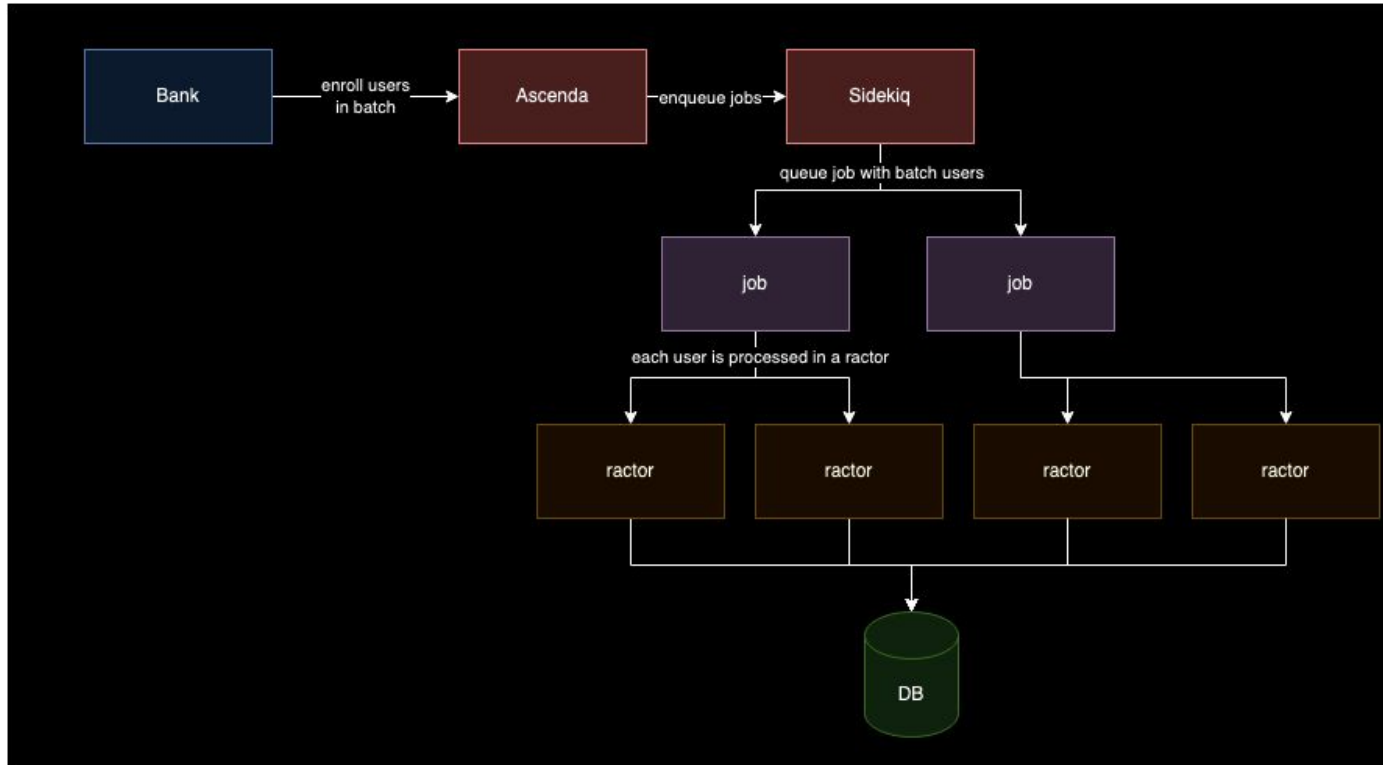 Bank
enroll users
in batch
Ascenda
enqueue jobs
Sidekiq
queue job with batch users
job
job
each user is processed in a ractor
ractor
ractor
ractor
ractor
DB